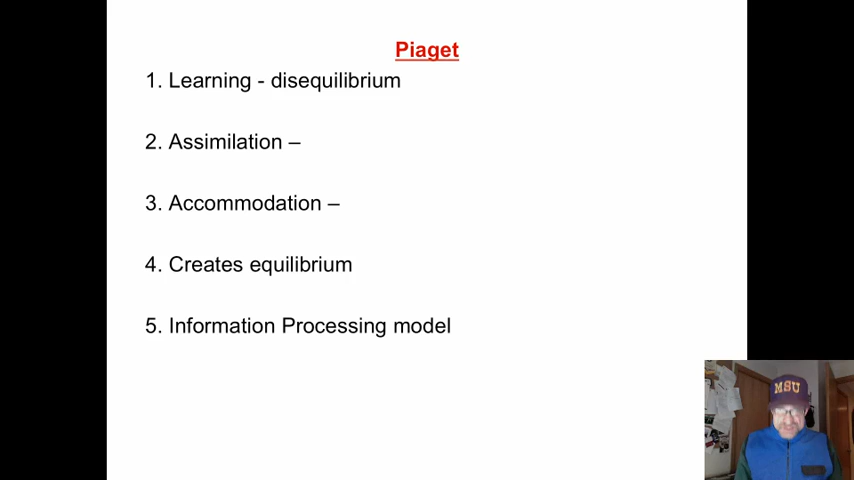 Piaget
1. Learning - disequilibrium
2. Assimilation –
3. Accommodation –
4. Creates equilibrium
5. Information Processing model
MSU